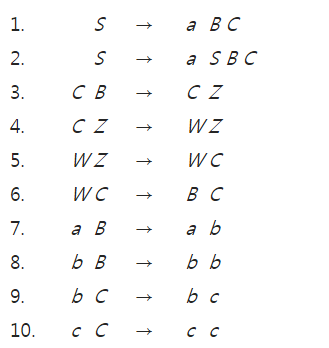 1. S → a B C
2. S → a S B C
3. C B → C Z
4. C Z → W Z
5. W Z → W C
6. W C → B C
7. a B → a b
8. b B → b b
9. b C → b c
10. c C → c c